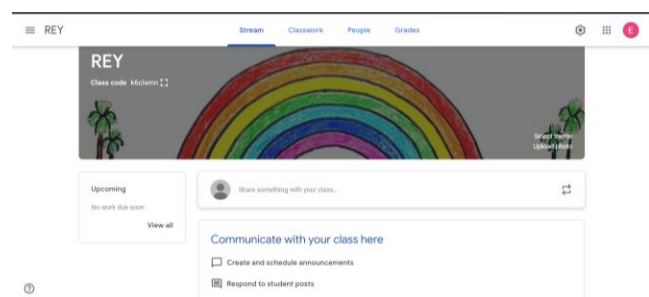 REY
Stream Classwork People Grades
E
REY
Class code k6clamn
Select theme
Upload photo
Upcoming
No work due soon
View all
Share something with your class...
Communicate with your class here
Create and schedule announcements
Respond to student posts